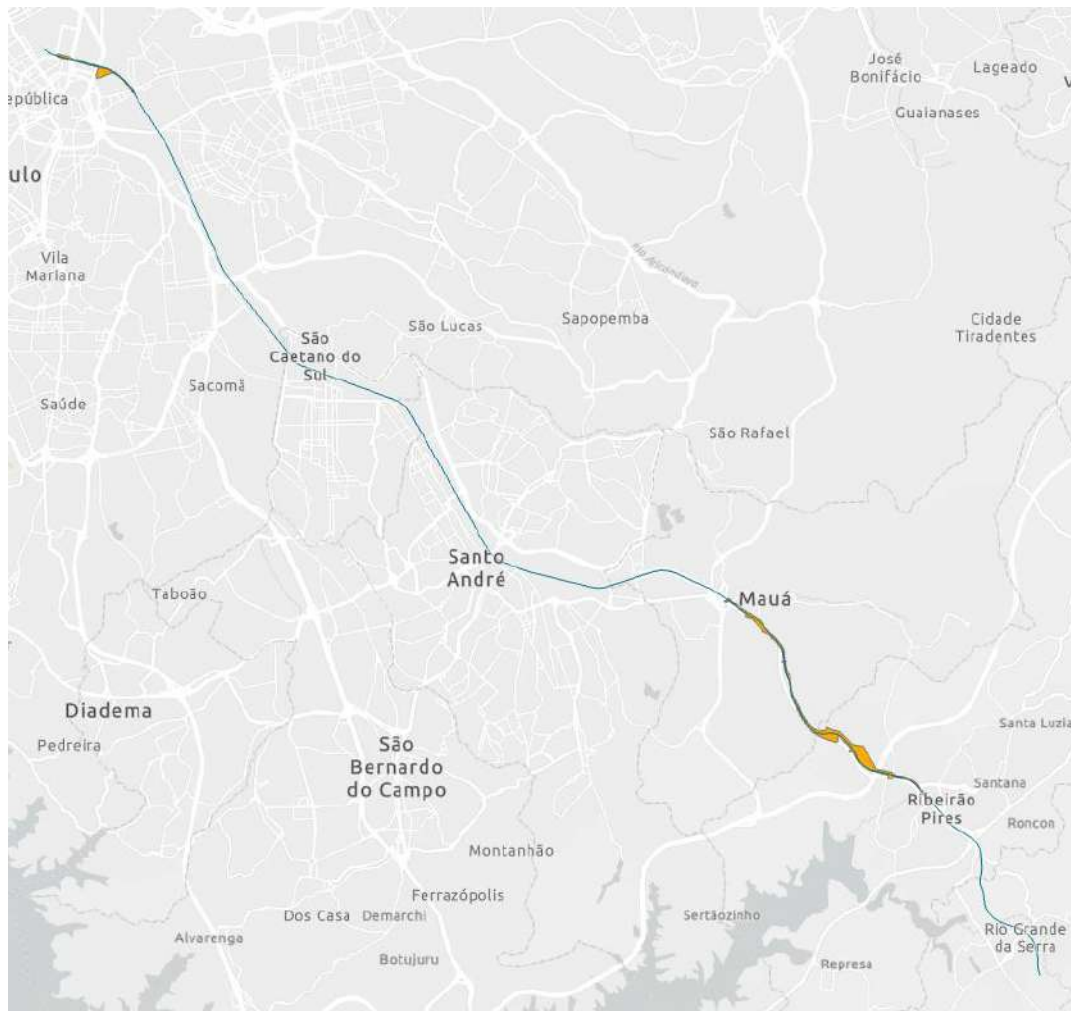 José
Bonifácio
Lageado
Guaianases
epública
ulo
Vila
Mariana
Rio Aricanduva
Cidade
Tiradentes
São Lucas
Sapopemba
São
Caetano do
Sul
Sacomã
Saúde
São Rafael
Santo
André
Taboão
Mauá
Diadema
Pedreira
São
Bernardo
do Campo
Santa Luzia
Santana
Ribeirão
Pires
Roncon
Montanhão
Ferrazópolis
Dos Casa
Demarchi
Sertãozinho
Alvarenga
Botujuru
Rio Grande
da Serra
Represa